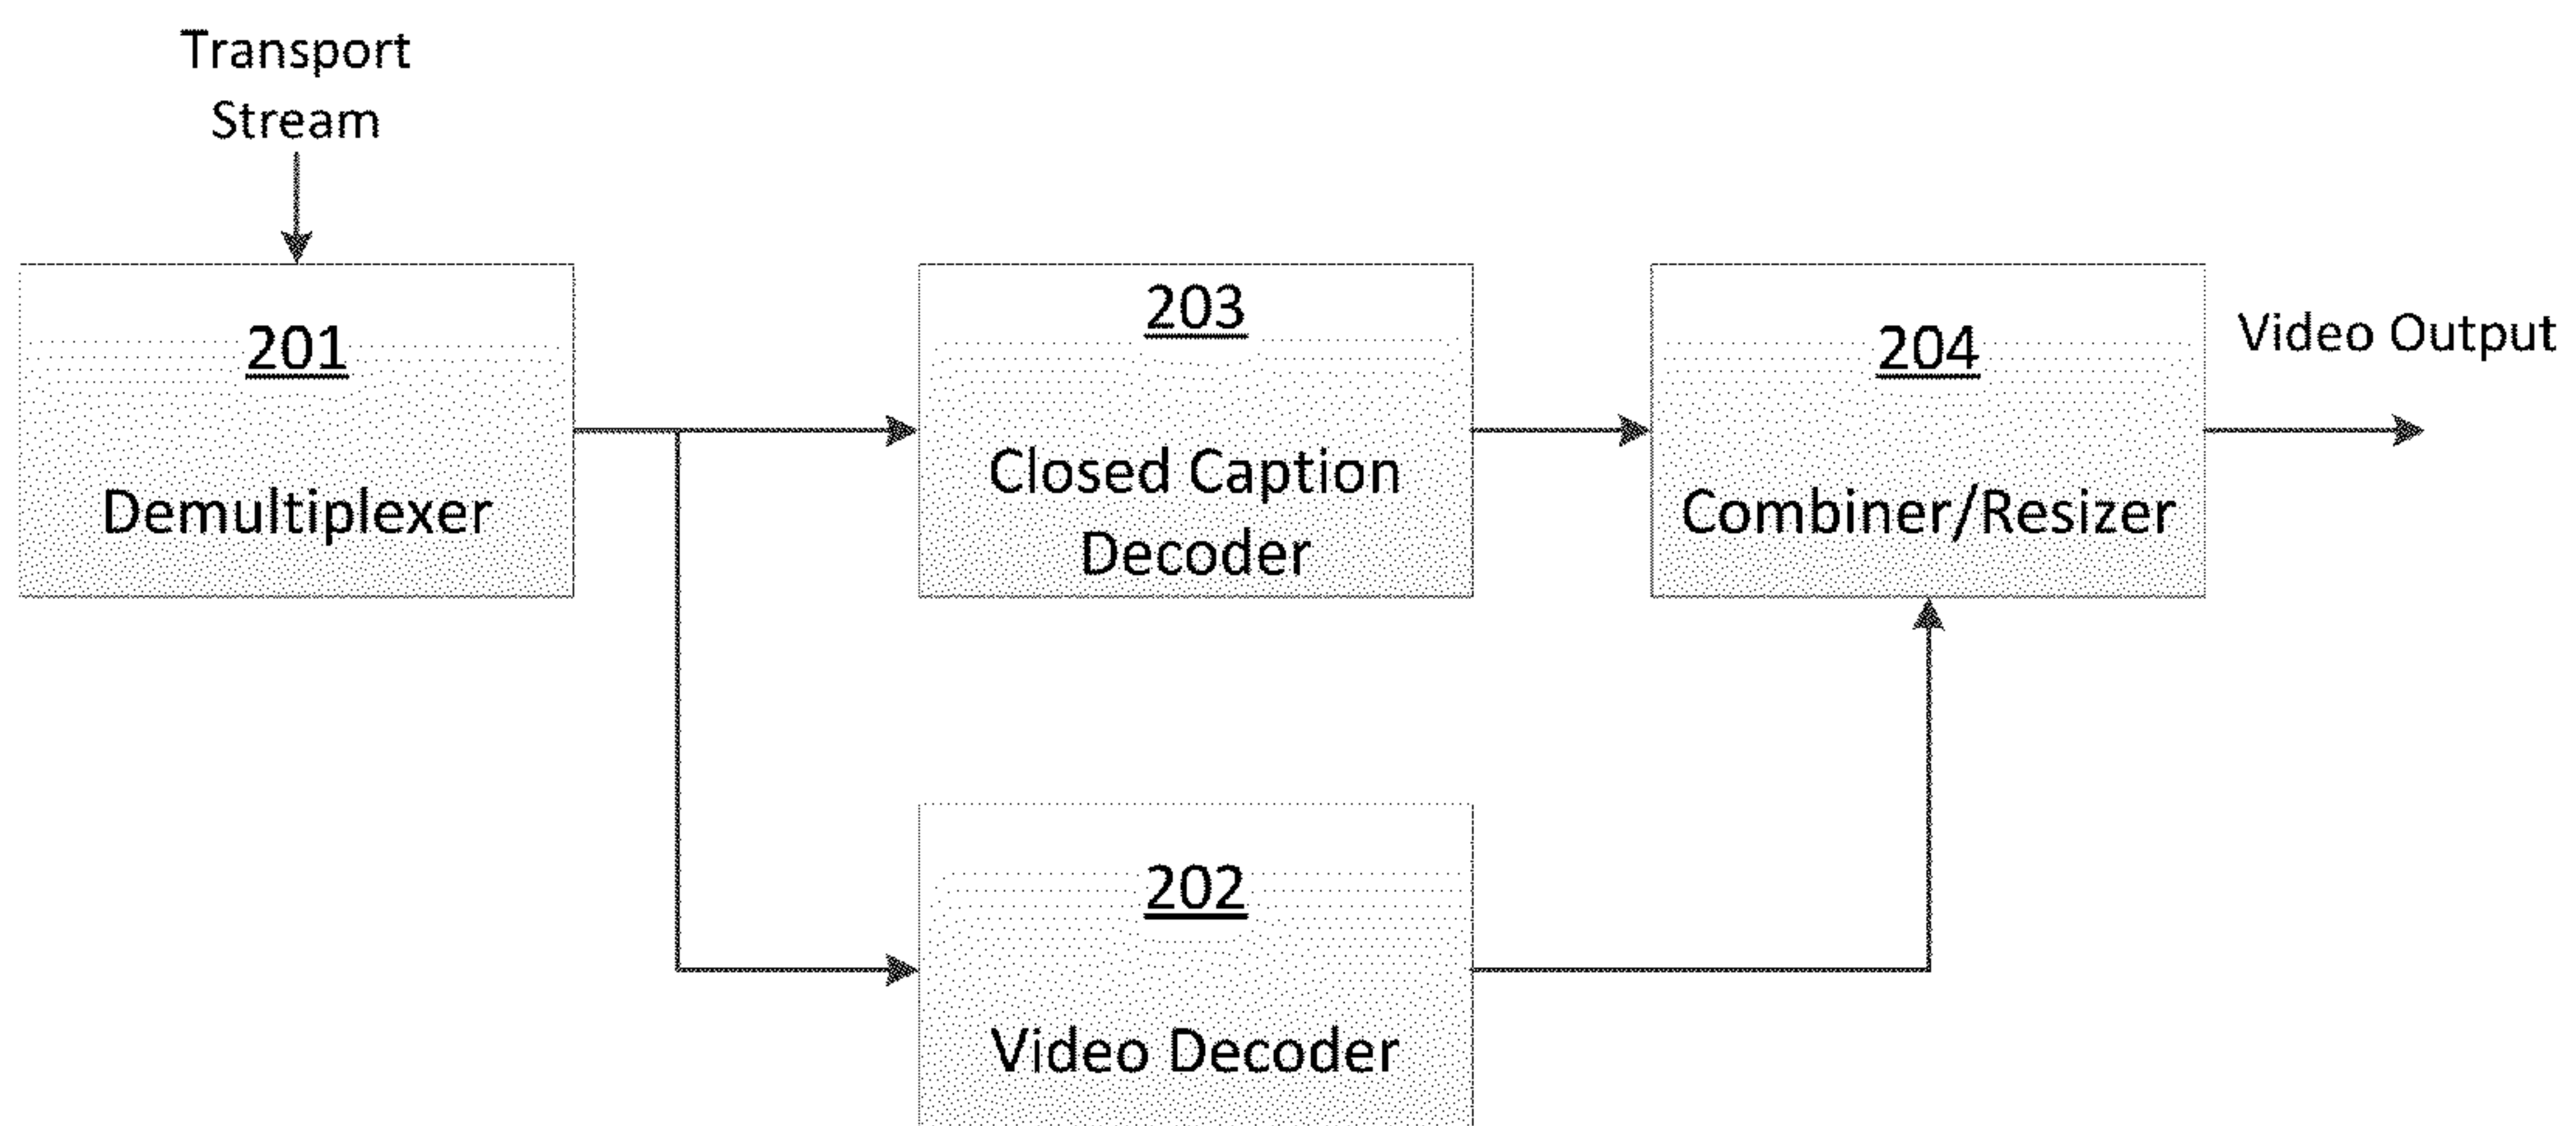 Transport
Stream
201
Demultiplexer
203
Closed Caption
Decoder
204
Combiner/Resizer
Video Output
202
Video Decoder